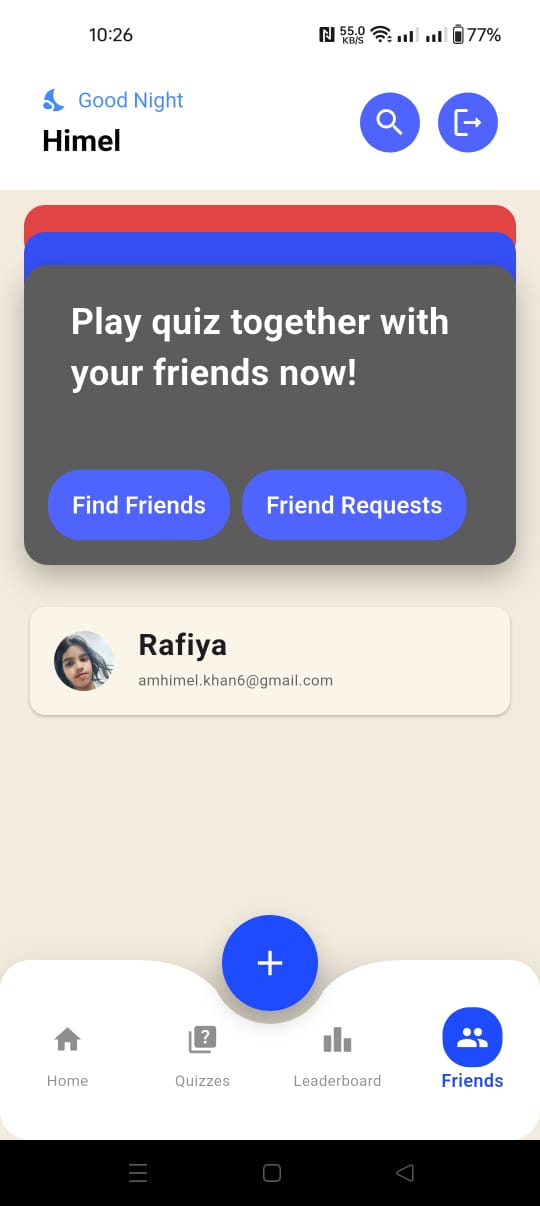 10:26
55.0
KB/S
77%
Good Night
Himel
Play quiz together with
your friends now!
Find Friends
Friend Requests
Rafiya
amhimel.khan6@gmail.com
Home
Quizzes
Leaderboard
Friends